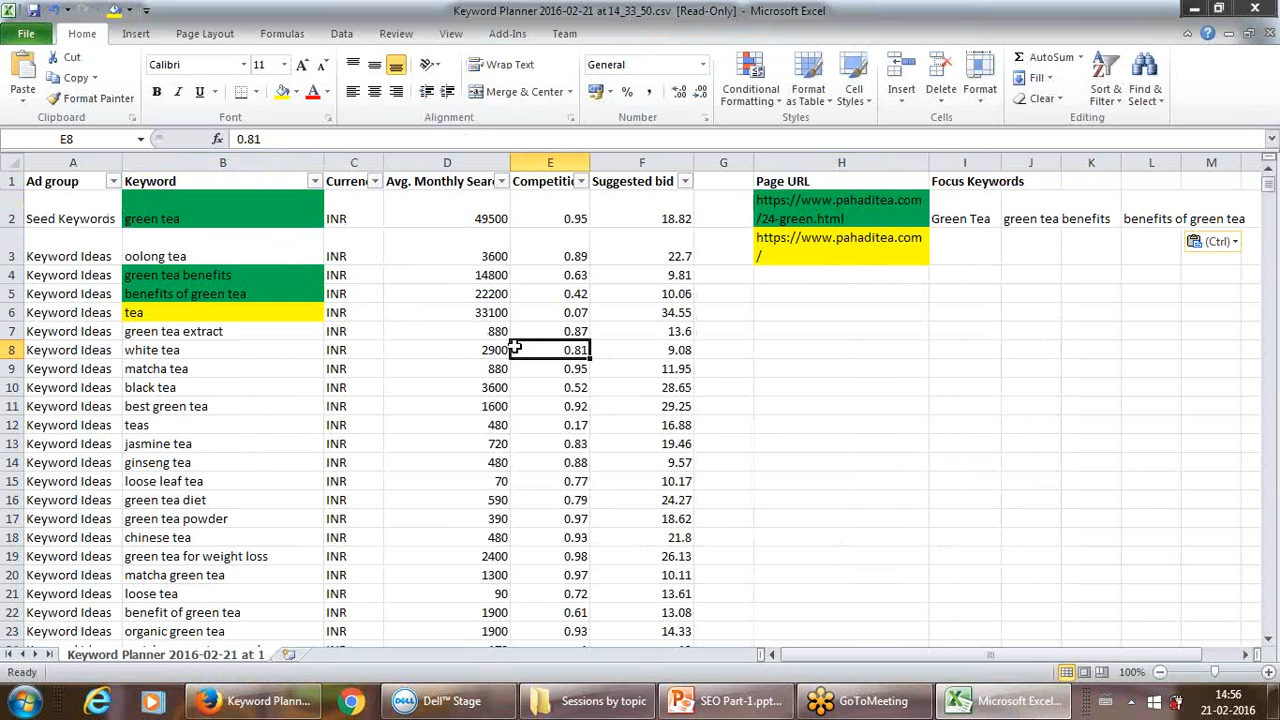 Keyword Planner 2016-02-21 at 14_33_50.csv [Read-Only] - Microsoft Excel
File Home Insert Page Layout Formulas Data Review View Add-Ins Team
Paste
Cut
Copy
Format Painter
Clipboard
Calibri 11
B I U
Font
Wrap Text
Merge & Center
Alignment
General
%
Number
Conditional Formatting
Format as Table
Cell Styles
Styles
Insert Delete Format
Cells
AutoSum
Fill
Clear
Sort & Filter
Find & Select
Editing
E8 fx 0.81
A B C D E F G H I J K L M
1 Ad group Keyword Currenc Avg. Monthly Sear Competitio Suggested bid Page URL Focus Keywords
2 Seed Keywords green tea INR 49500 0.95 18.82 https://www.pahaditea.com/24-green.html Green Tea green tea benefits benefits of green tea
3 Keyword Ideas oolong tea INR 3600 0.89 22.7 https://www.pahaditea.com/
(Ctrl)
4 Keyword Ideas green tea benefits INR 14800 0.63 9.81
5 Keyword Ideas benefits of green tea INR 22200 0.42 10.06
6 Keyword Ideas tea INR 33100 0.07 34.55
7 Keyword Ideas green tea extract INR 880 0.87 13.6
8 Keyword Ideas white tea INR 2900 0.81 9.08
9 Keyword Ideas matcha tea INR 880 0.95 11.95
10 Keyword Ideas black tea INR 3600 0.52 28.65
11 Keyword Ideas best green tea INR 1600 0.92 29.25
12 Keyword Ideas teas INR 480 0.17 16.88
13 Keyword Ideas jasmine tea INR 720 0.83 19.46
14 Keyword Ideas ginseng tea INR 480 0.88 9.57
15 Keyword Ideas loose leaf tea INR 70 0.77 10.17
16 Keyword Ideas green tea diet INR 590 0.79 24.27
17 Keyword Ideas green tea powder INR 390 0.97 18.62
18 Keyword Ideas chinese tea INR 480 0.93 21.8
19 Keyword Ideas green tea for weight loss INR 2400 0.98 26.13
20 Keyword Ideas matcha green tea INR 1300 0.97 10.11
21 Keyword Ideas loose tea INR 90 0.72 13.61
22 Keyword Ideas benefit of green tea INR 1900 0.61 13.08
23 Keyword Ideas organic green tea INR 1900 0.93 14.33
Keyword Planner 2016-02-21 at 1
Ready 100%
Keyword Plann... Dell™ Stage Sessions by topic SEO Part-1.ppt... GoToMeeting Microsoft Exce...
14:56
21-02-2016